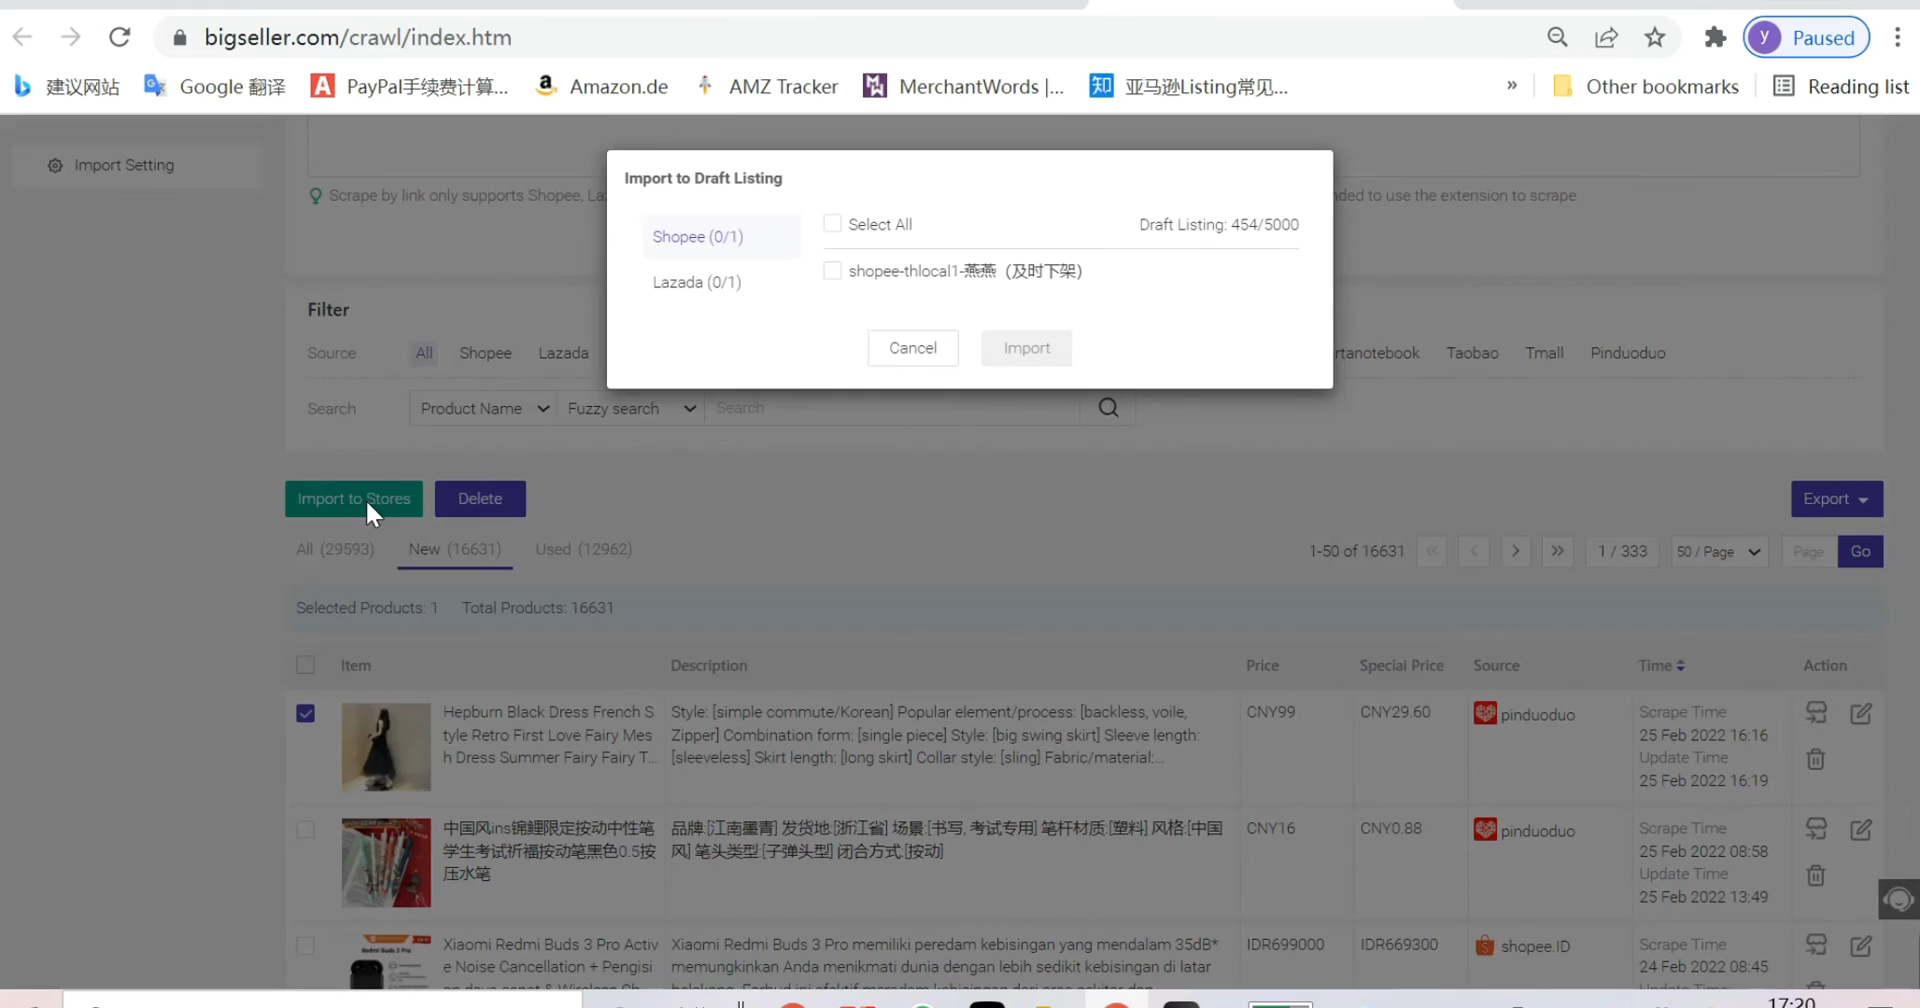 bigseller.com/crawl/index.htm
y Paused
建议网站 Google 翻译 PayPal手续费计算... Amazon.de AMZ Tracker MerchantWords |... 知 亚马逊Listing常见... » Other bookmarks Reading list
Import Setting
Scrape by link only supports Shopee, La
ded to use the extension to scrape
Import to Draft Listing
Shopee (0/1)
Lazada (0/1)
Select All
Draft Listing: 454/5000
shopee-thlocal1-燕燕（及时下架）
Cancel Import
Filter
Source All Shopee Lazada
rtanotebook Taobao Tmall Pinduoduo
Search Product Name Fuzzy search Search
Import to Stores Delete Export
All (29593) New (16631) Used (12962) 1-50 of 16631 « < > » 1 / 333 50 / Page Page Go
Selected Products: 1 Total Products: 16631
Item Description Price Special Price Source Time Action
Hepburn Black Dress French S
tyle Retro First Love Fairy Mes
h Dress Summer Fairy Fairy T...
Style: [simple commute/Korean] Popular element/process: [backless, voile,
Zipper] Combination form: [single piece] Style: [big swing skirt] Sleeve length:
[sleeveless] Skirt length: [long skirt] Collar style: [sling] Fabric/material:...
CNY99 CNY29.60 pinduoduo
Scrape Time
25 Feb 2022 16:16
Update Time
25 Feb 2022 16:19
中国风ins锦鲤限定按动中性笔
学生考试祈福按动笔黑色0.5按
压水笔
品牌:[江南墨青] 发货地:[浙江省] 场景:[书写, 考试专用] 笔杆材质:[塑料] 风格:[中国
风] 笔头类型:[子弹头型] 闭合方式:[按动]
CNY16 CNY0.88 pinduoduo
Scrape Time
25 Feb 2022 08:58
Update Time
25 Feb 2022 13:49
Xiaomi Redmi Buds 3 Pro Activ
e Noise Cancellation + Pengisi
Xiaomi Redmi Buds 3 Pro memiliki peredam kebisingan yang mendalam 35dB*
memungkinkan Anda menikmati dunia dengan lebih sedikit kebisingan di latar
IDR699000 IDR669300 shopee.ID
Scrape Time
24 Feb 2022 08:45
17:20